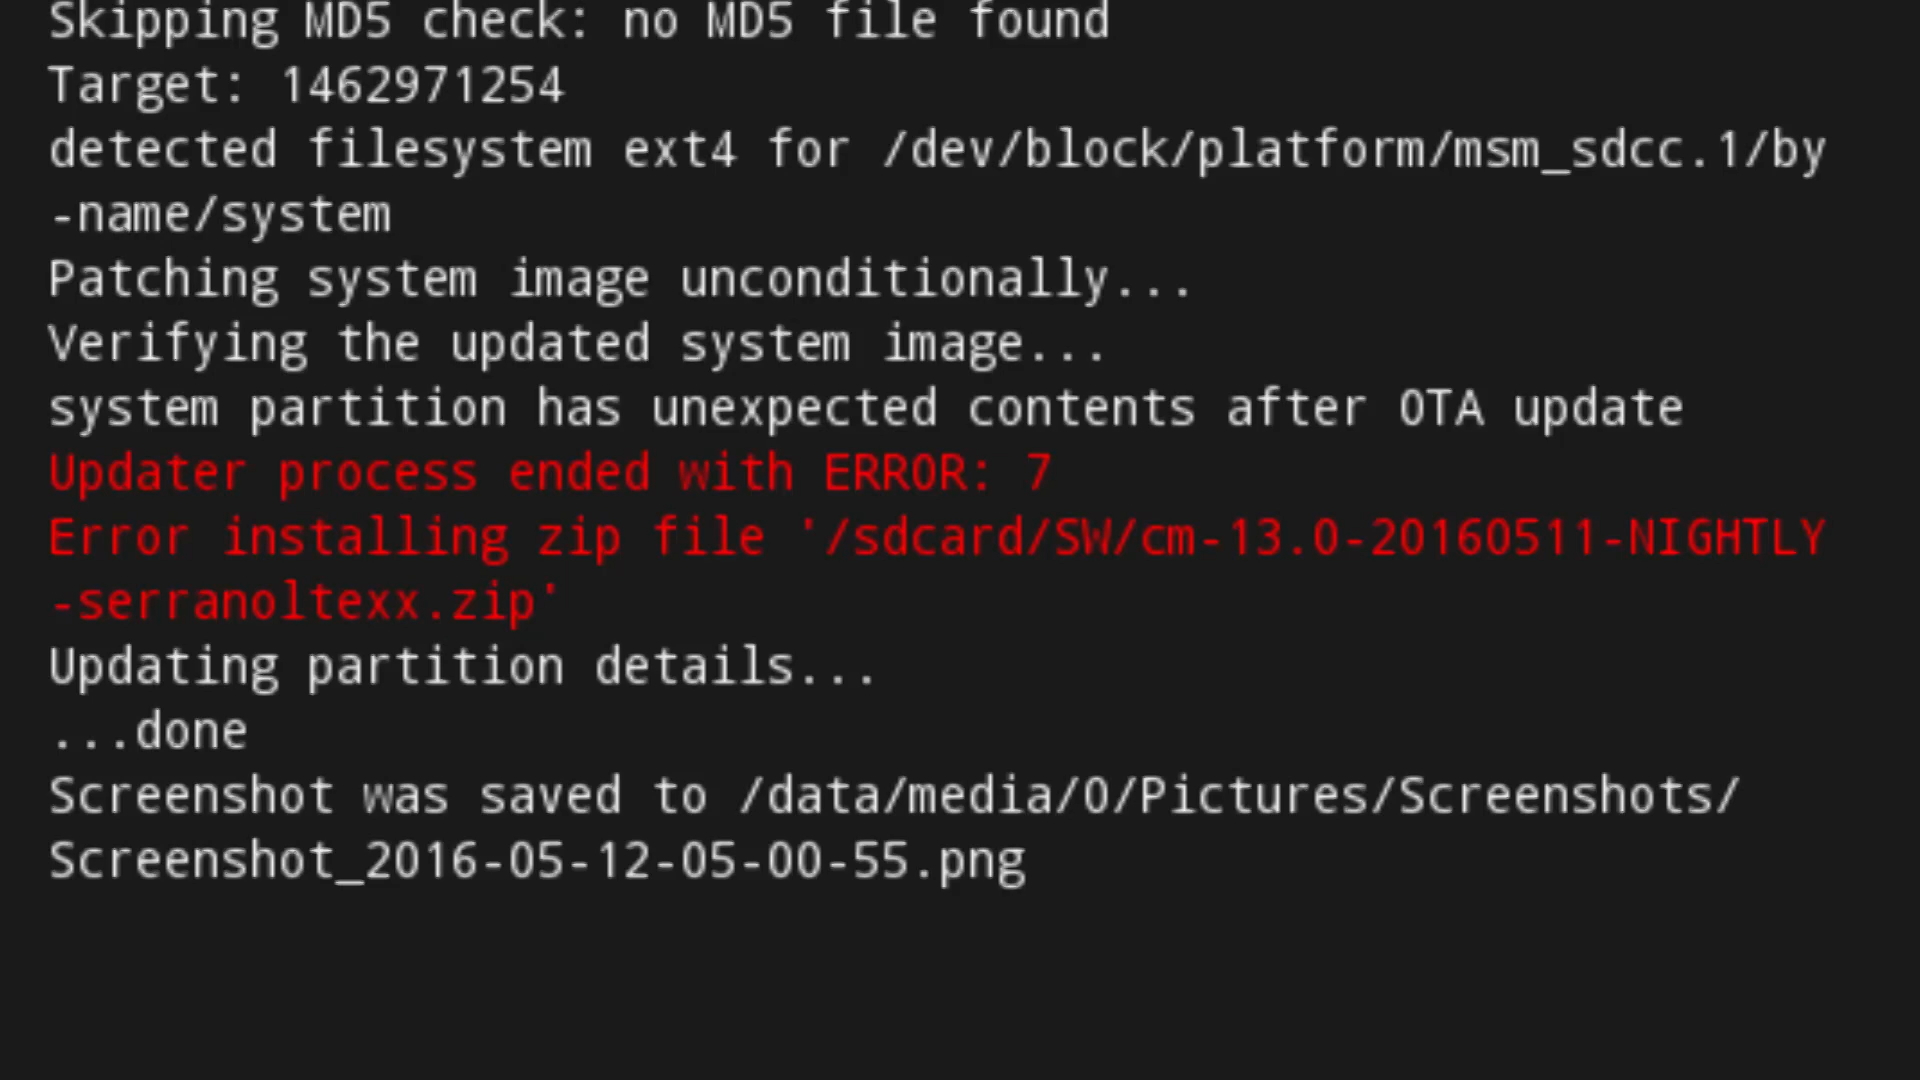 Skipping MD5 check: no MD5 file found
Target: 1462971254
detected filesystem ext4 for /dev/block/platform/msm_sdcc.1/by
-name/system
Patching system image unconditionally...
Verifying the updated system image...
system partition has unexpected contents after OTA update
Updater process ended with ERROR: 7
Error installing zip file '/sdcard/SW/cm-13.0-20160511-NIGHTLY
-serranoltexx.zip'
Updating partition details...
...done
Screenshot was saved to /data/media/0/Pictures/Screenshots/
Screenshot_2016-05-12-05-00-55.png